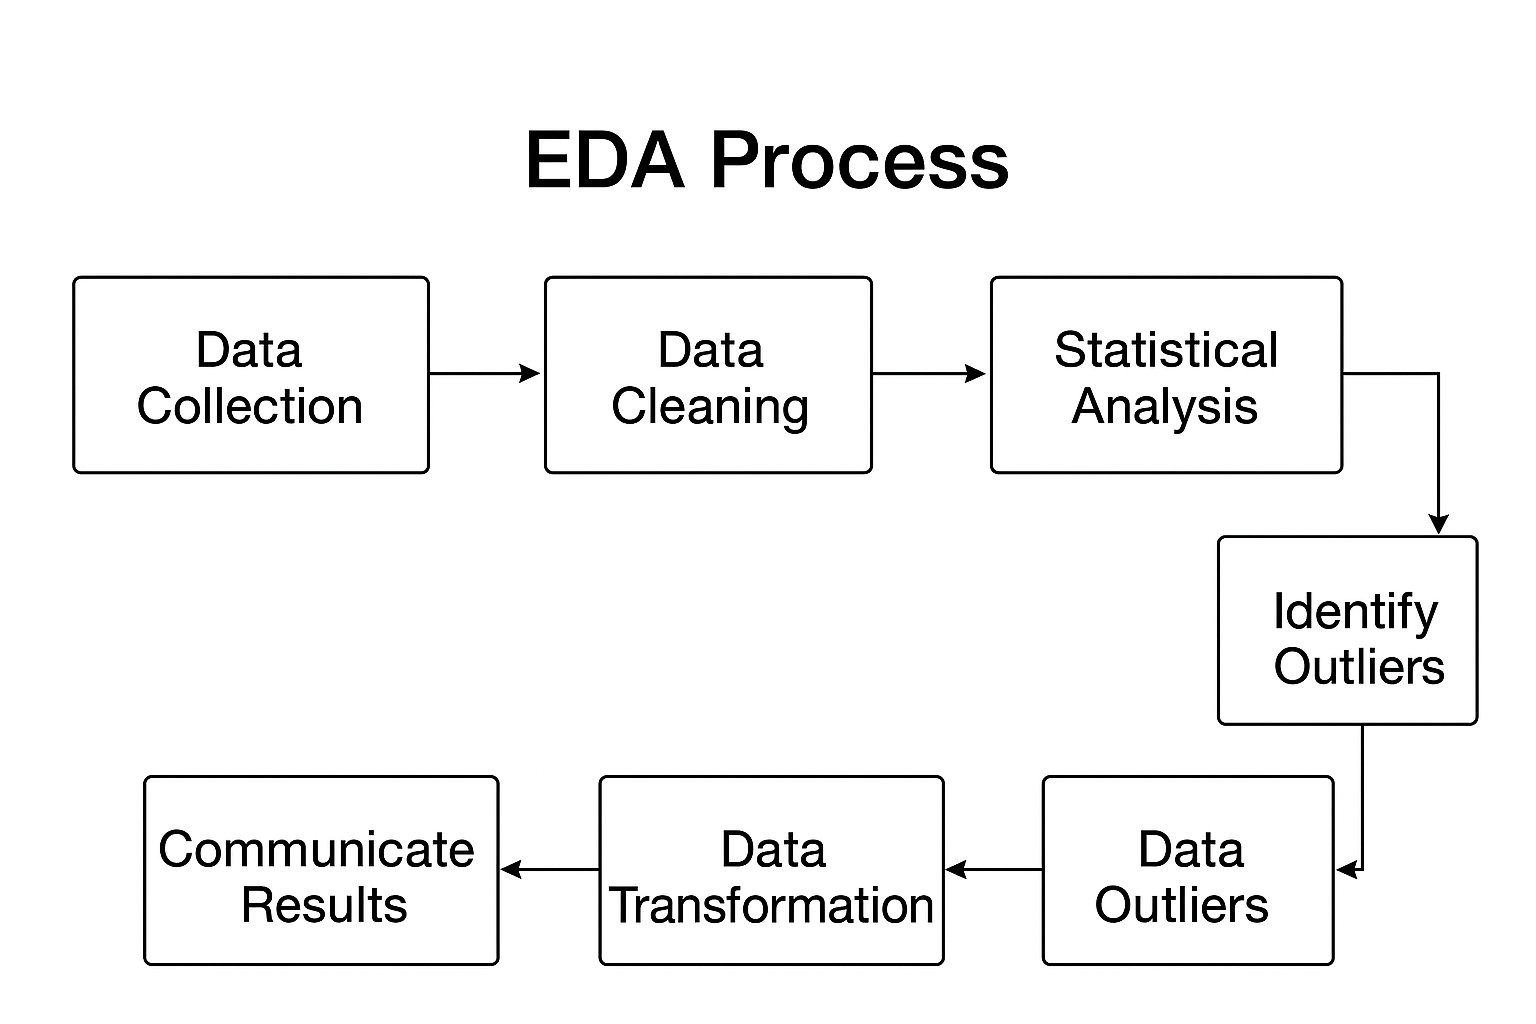 EDA Process
Data
Collection
Data
Cleaning
Statistical
Analysis
Identify
Outliers
Data
Outliers
Data
Transformation
Communicate
Results